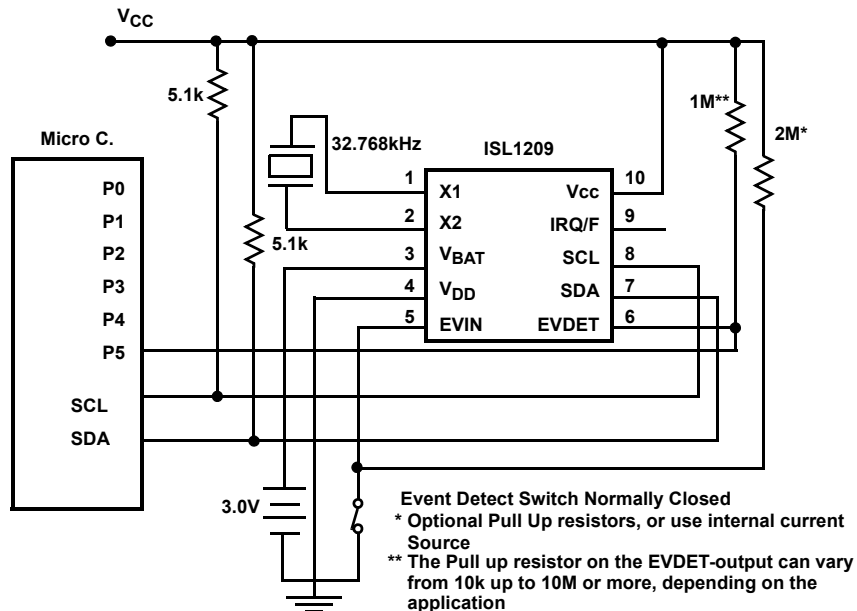 VCC
5.1k
1M**
2M*
Micro C.
32.768kHz
ISL1209
P0
P1
P2
P3
P4
P5
SCL
SDA
5.1k
1 X1
2 X2
3 VBAT
4 VDD
5 EVIN
Vcc 10
IRQ/F 9
SCL 8
SDA 7
EVDET 6
3.0V
Event Detect Switch Normally Closed
* Optional Pull Up resistors, or use internal current
Source
** The Pull up resistor on the EVDET-output can vary
from 10k up to 10M or more, depending on the
application